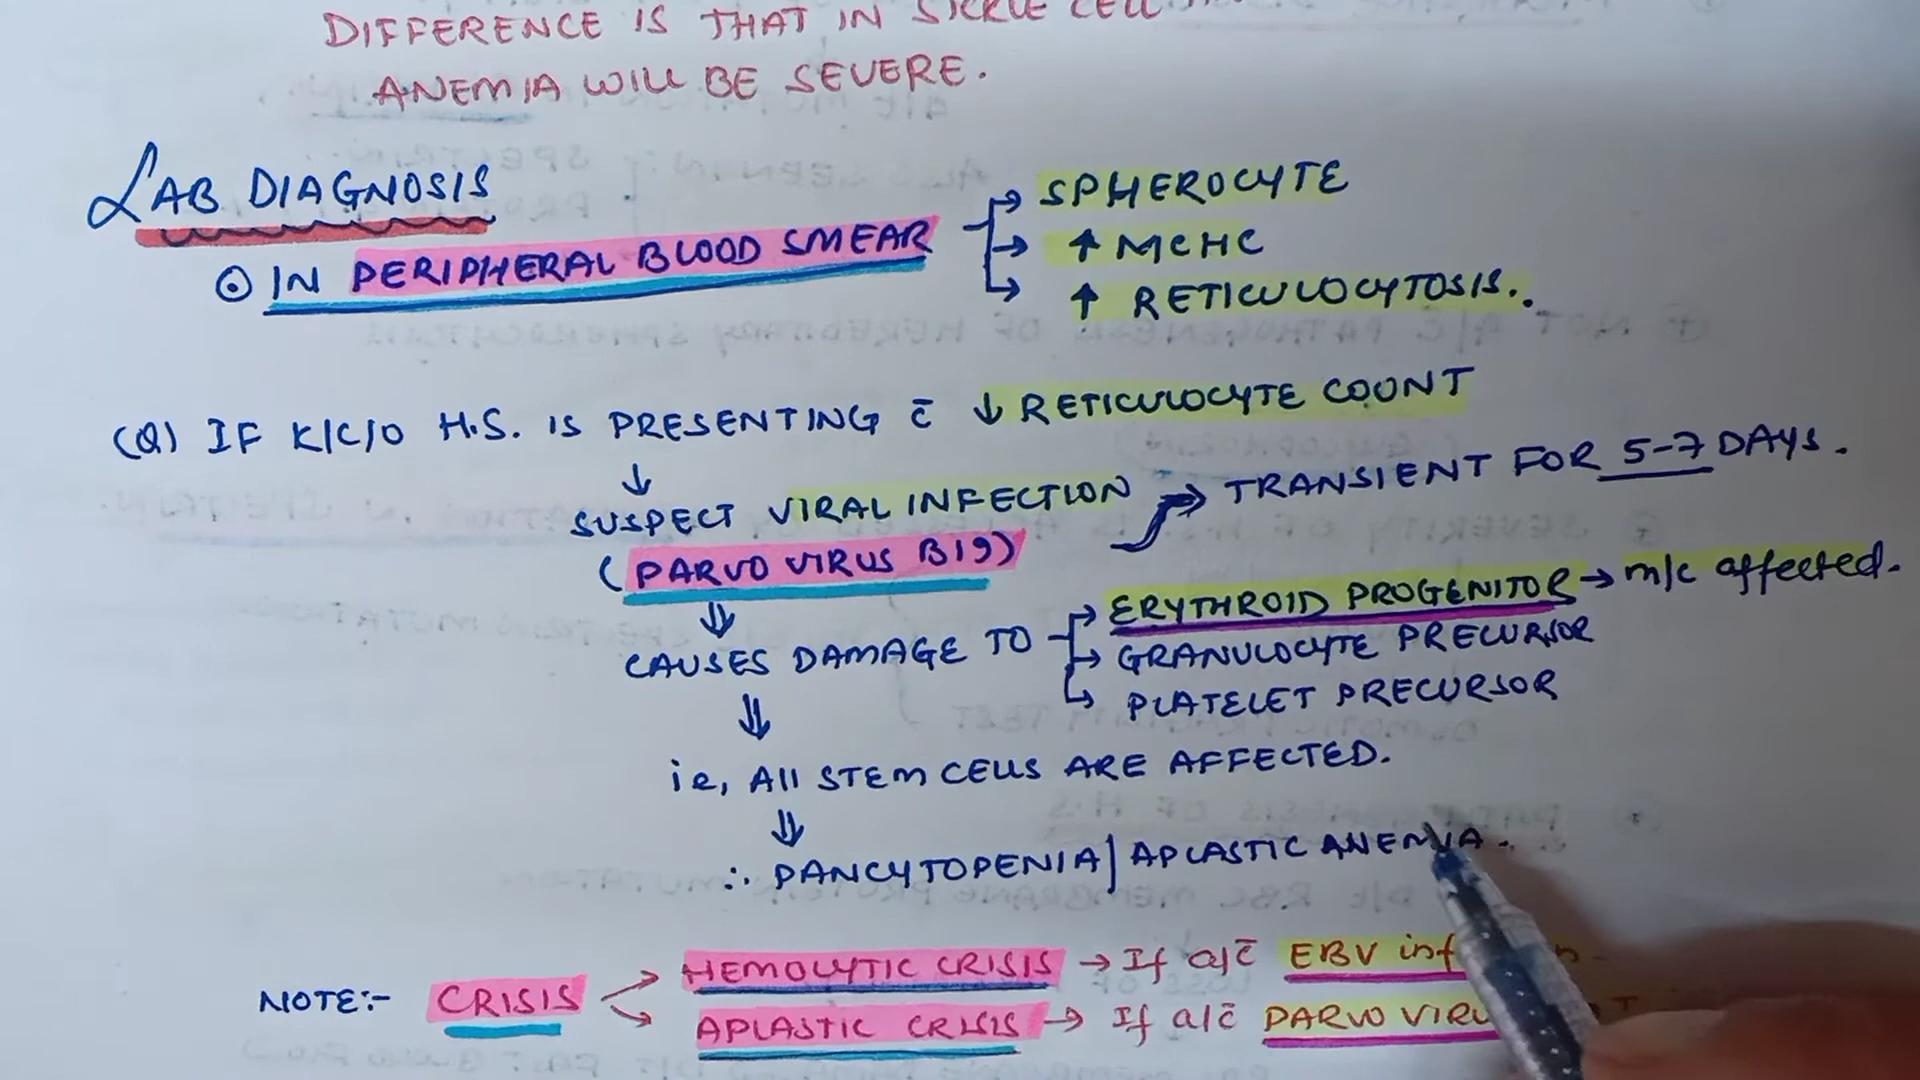 DIFFERENCE IS THAT IN SICKLE CELL
ANEMIA WILL BE SEVERE.
LAB DIAGNOSIS
⊙ IN PERIPHERAL BLOOD SMEAR → SPHEROCYTE
→ ↑ MCHC
→ ↑ RETICULOCYTOSIS..
(Q) IF K/C/O H.S. IS PRESENTING c̄ ↓ RETICULOCYTE COUNT
↓
SUSPECT VIRAL INFECTION → TRANSIENT FOR 5-7 DAYS.
(PARVO VIRUS B19)
⇓
CAUSES DAMAGE TO → ERYTHROID PROGENITOR → m/c affected.
→ GRANULOCYTE PRECURSOR
→ PLATELET PRECURSOR
⇓
ie, All STEM CELLS ARE AFFECTED.
⇓
∴ PANCYTOPENIA/APLASTIC ANEMIA.
NOTE:- CRISIS → HEMOLYTIC CRISIS → If a/c̄ EBV
→ APLASTIC CRISIS → If a/c̄ PARVO